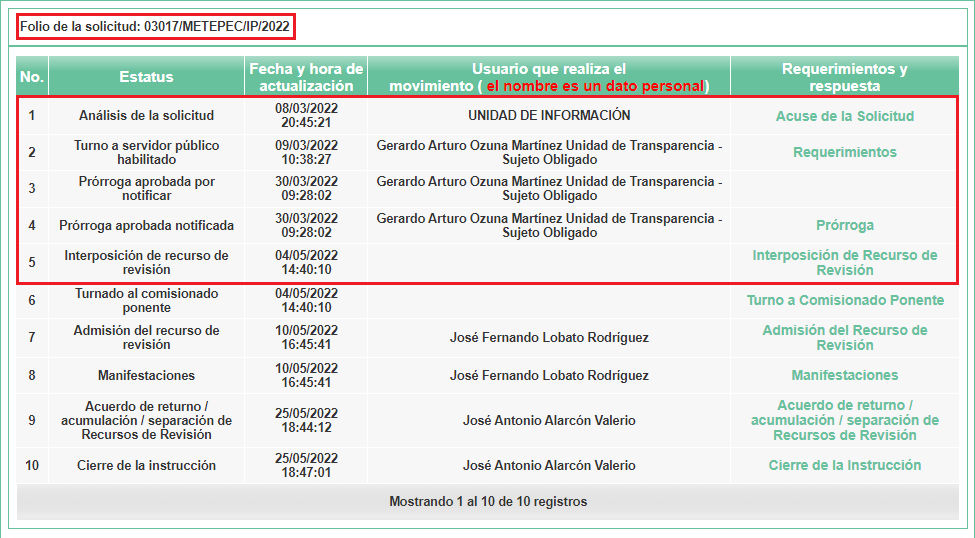 Folio de la solicitud: 03017/METEPEC/IP/2022
No. Estatus Fecha y hora de actualización Usuario que realiza el movimiento ( el nombre es un dato personal) Requerimientos y respuesta
1 Análisis de la solicitud 08/03/2022 20:45:21 UNIDAD DE INFORMACIÓN Acuse de la Solicitud
2 Turno a servidor público habilitado 09/03/2022 10:38:27 Gerardo Arturo Ozuna Martínez Unidad de Transparencia - Sujeto Obligado Requerimientos
3 Prórroga aprobada por notificar 30/03/2022 09:28:02 Gerardo Arturo Ozuna Martínez Unidad de Transparencia - Sujeto Obligado
4 Prórroga aprobada notificada 30/03/2022 09:28:02 Gerardo Arturo Ozuna Martínez Unidad de Transparencia - Sujeto Obligado Prórroga
5 Interposición de recurso de revisión 04/05/2022 14:40:10 Interposición de Recurso de Revisión
6 Turnado al comisionado ponente 04/05/2022 14:40:10 Turno a Comisionado Ponente
7 Admisión del recurso de revisión 10/05/2022 16:45:41 José Fernando Lobato Rodríguez Admisión del Recurso de Revisión
8 Manifestaciones 10/05/2022 16:45:41 José Fernando Lobato Rodríguez Manifestaciones
9 Acuerdo de returno / acumulación / separación de Recursos de Revisión 25/05/2022 18:44:12 José Antonio Alarcón Valerio Acuerdo de returno / acumulación / separación de Recursos de Revisión
10 Cierre de la instrucción 25/05/2022 18:47:01 José Antonio Alarcón Valerio Cierre de la Instrucción
Mostrando 1 al 10 de 10 registros